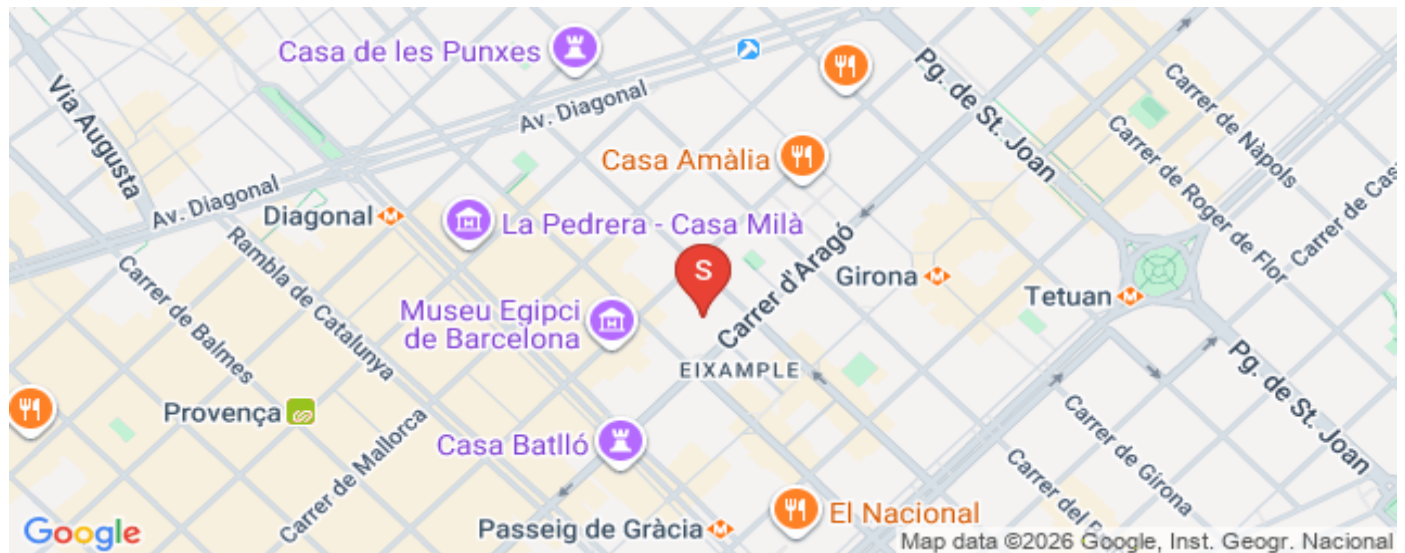 Casa de les Punxes
Via Augusta
Av. Diagonal
Pg. de St. Joan
Carrer de Nàpols
Carrer de Roger de Flor
Casa Amàlia
Av. Diagonal
Diagonal
La Pedrera - Casa Milà
Rambla de Catalunya
Carrer de Balmes
S
Carrer d'Aragó
Girona
Tetuan
Museu Egipci
de Barcelona
EIXAMPLE
Provença
Carrer de Mallorca
Casa Batlló
Pg. de St. Joan
Carrer de Girona
Passeig de Gràcia
El Nacional
Carrer del
Google
Map data ©2026 Google, Inst. Geogr. Nacional